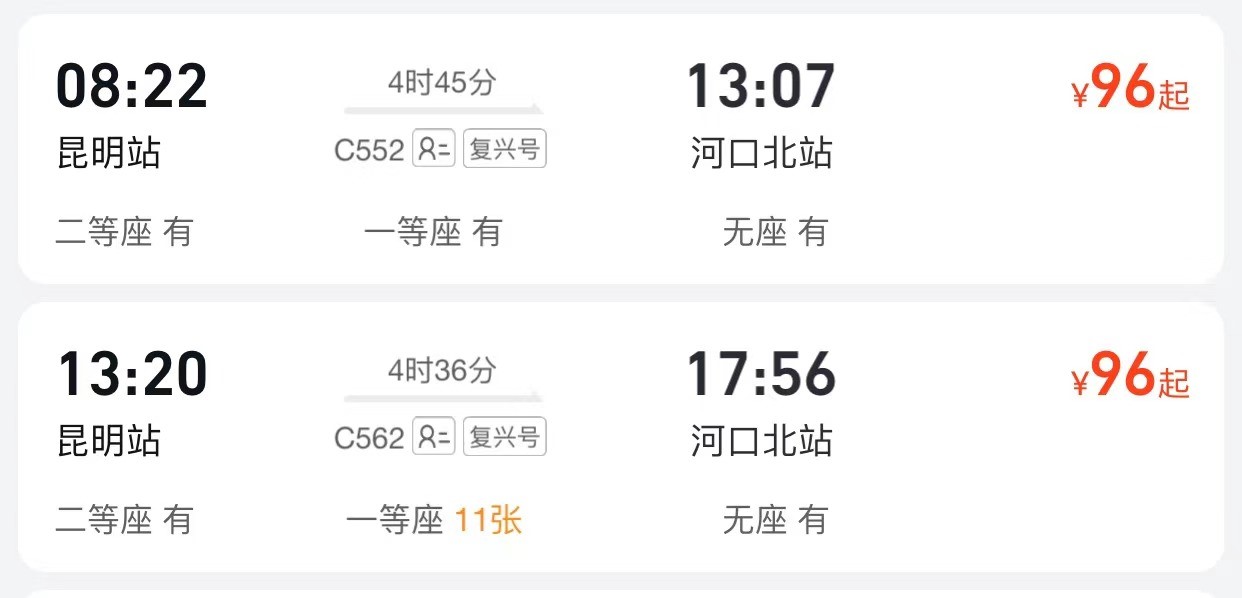 08:22 4时45分 13:07 ¥96起
昆明站 C552 复兴号 河口北站
二等座 有 一等座 有 无座 有
13:20 4时36分 17:56 ¥96起
昆明站 C562 复兴号 河口北站
二等座 有 一等座 11张 无座 有